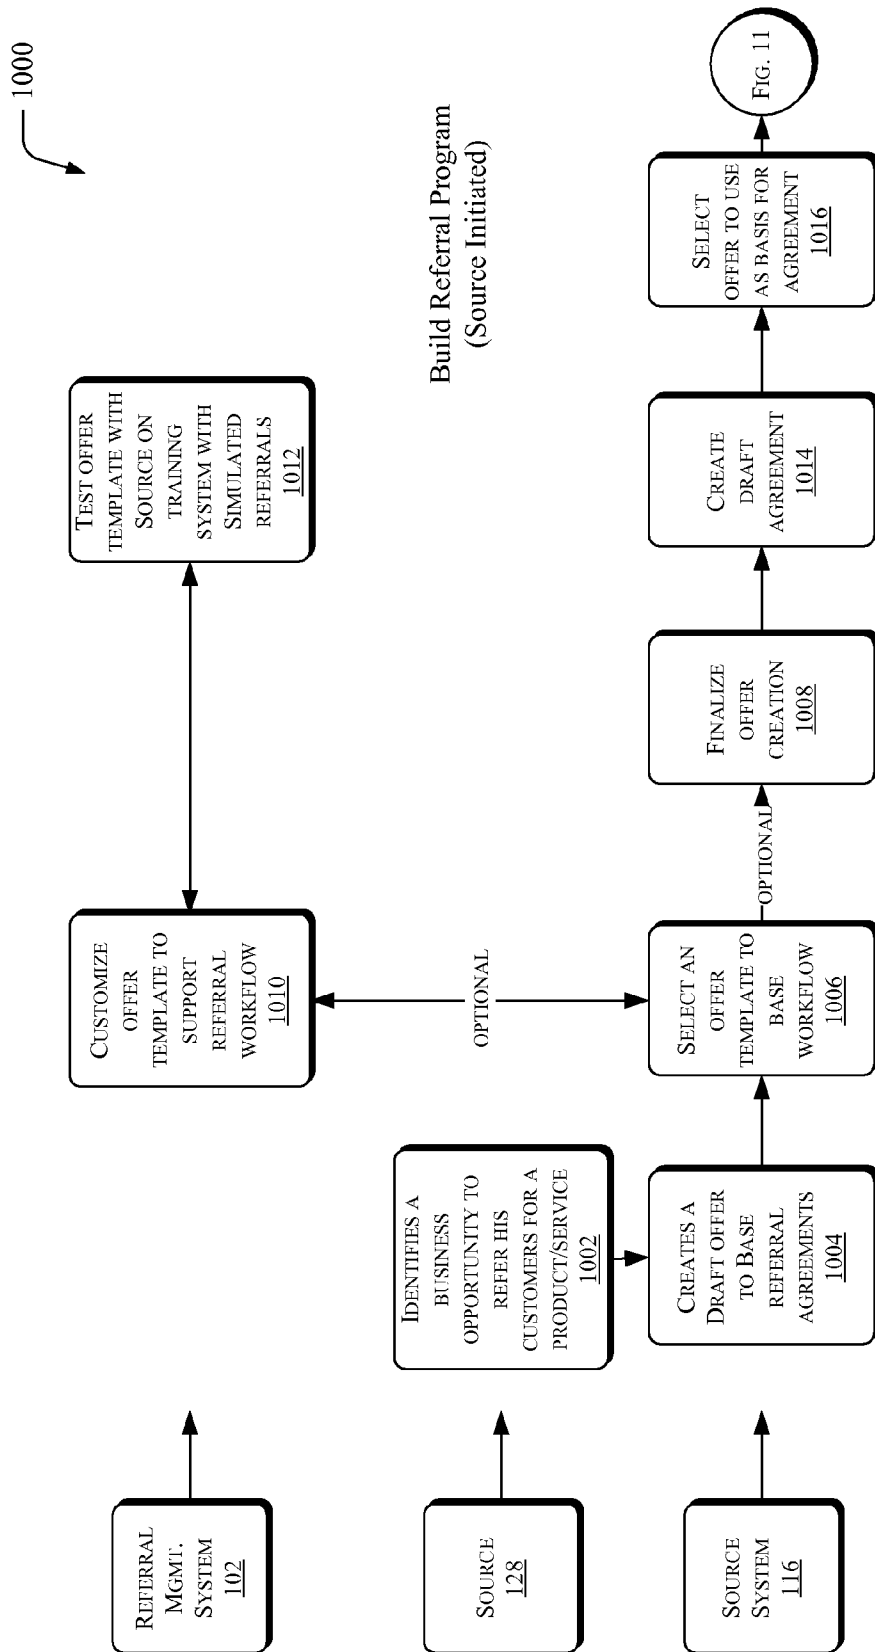 1000
REFERRAL
MGMT.
SYSTEM
102
CUSTOMIZE
OFFER
TEMPLATE TO
SUPPORT
REFERRAL
WORKFLOW
1010
TEST OFFER
TEMPLATE WITH
SOURCE ON
TRAINING
SYSTEM WITH
SIMULATED
REFERRALS
1012
Build Referral Program
(Source Initiated)
SOURCE
128
IDENTIFIES A
BUSINESS
OPPORTUNITY TO
REFER HIS
CUSTOMERS FOR A
PRODUCT/SERVICE
1002
OPTIONAL
SOURCE
SYSTEM
116
CREATES A
DRAFT OFFER
TO BASE
REFERRAL
AGREEMENTS
1004
SELECT AN
OFFER
TEMPLATE TO
BASE
WORKFLOW
1006
OPTIONAL
FINALIZE
OFFER
CREATION
1008
CREATE
DRAFT
AGREEMENT
1014
SELECT
OFFER TO USE
AS BASIS FOR
AGREEMENT
1016
FIG. 11